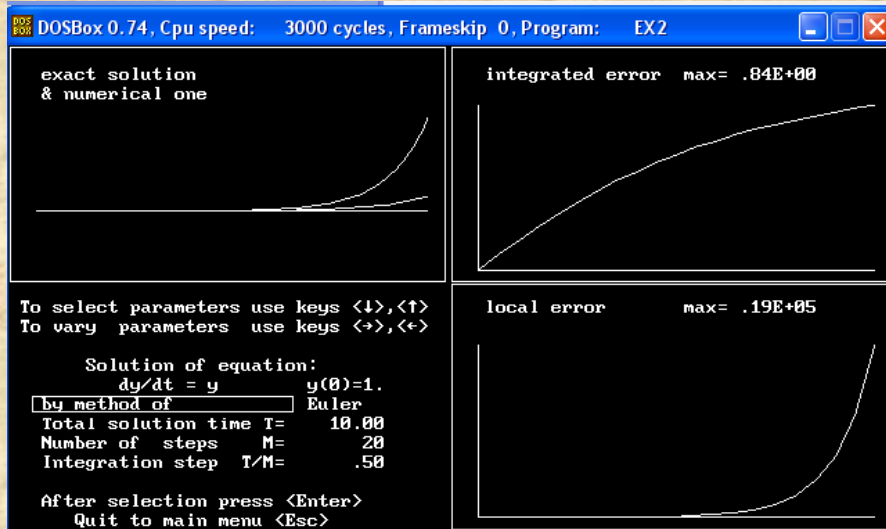 DOSBox 0.74, Cpu speed: 3000 cycles, Frameskip 0, Program: EX2
exact solution
& numerical one
integrated error max= .84E+00
To select parameters use keys <↓>,<↑>
To vary parameters use keys <→>,<←>
Solution of equation:
dy/dt = y y(0)=1.
by method of Euler
Total solution time T= 10.00
Number of steps M= 20
Integration step T/M= .50
After selection press <Enter>
Quit to main menu <Esc>
local error max= .19E+05